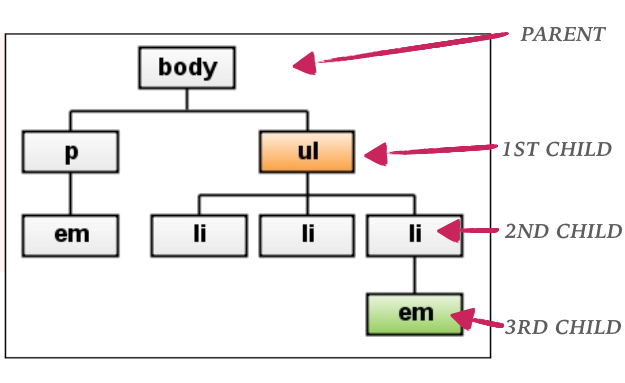 PARENT
body
p
ul
1ST CHILD
em
li
li
li
2ND CHILD
em
3RD CHILD